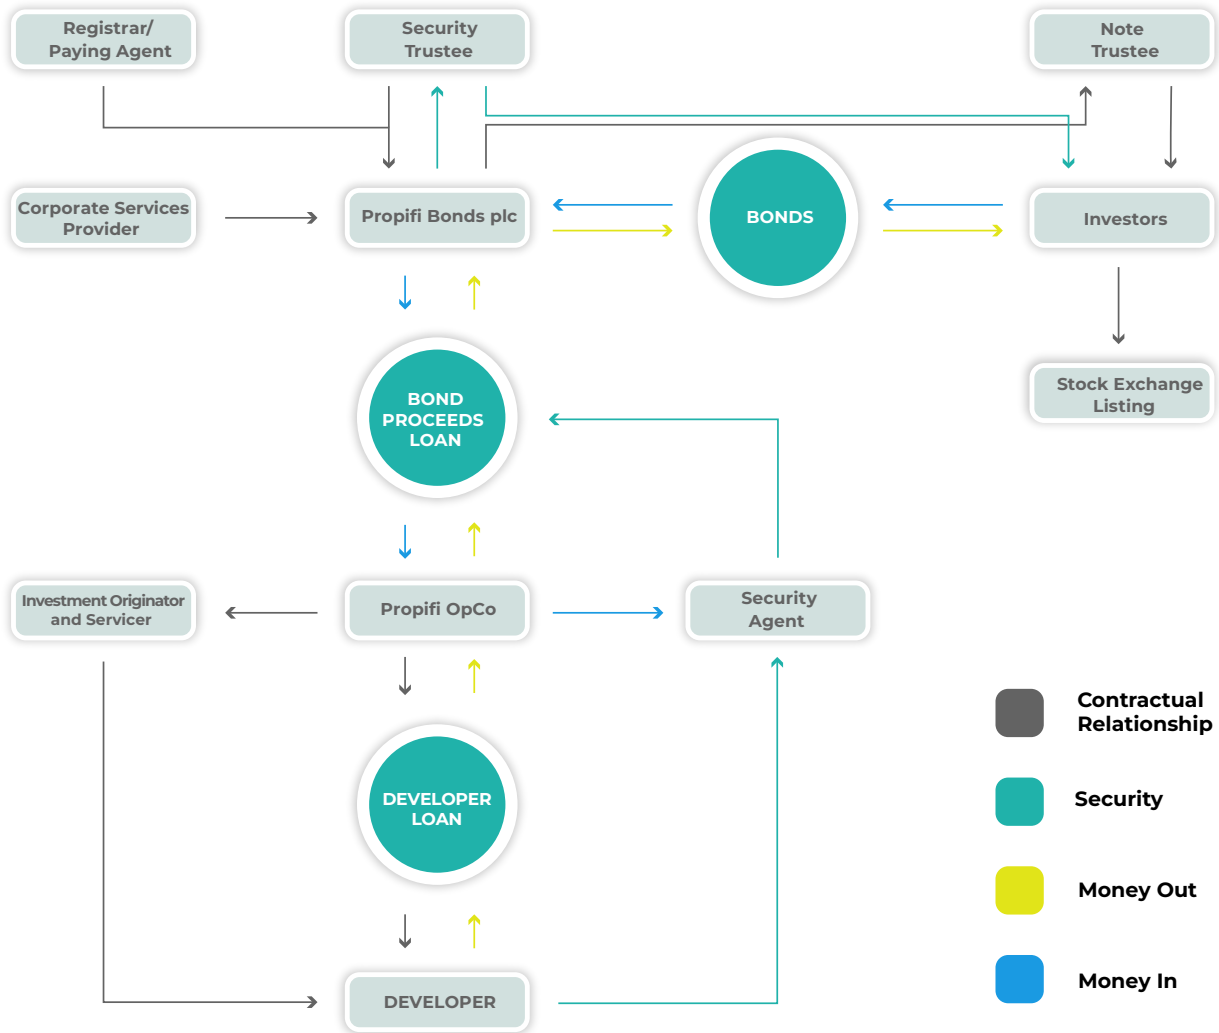 Registrar/
Paying Agent
Security
Trustee
Note
Trustee
Corporate Services
Provider
Propifi Bonds plc
BONDS
Investors
BOND
PROCEEDS
LOAN
Stock Exchange
Listing
Investment Originator
and Servicer
Propifi OpCo
Security
Agent
Contractual
Relationship
DEVELOPER
LOAN
Security
Money Out
Money In
DEVELOPER